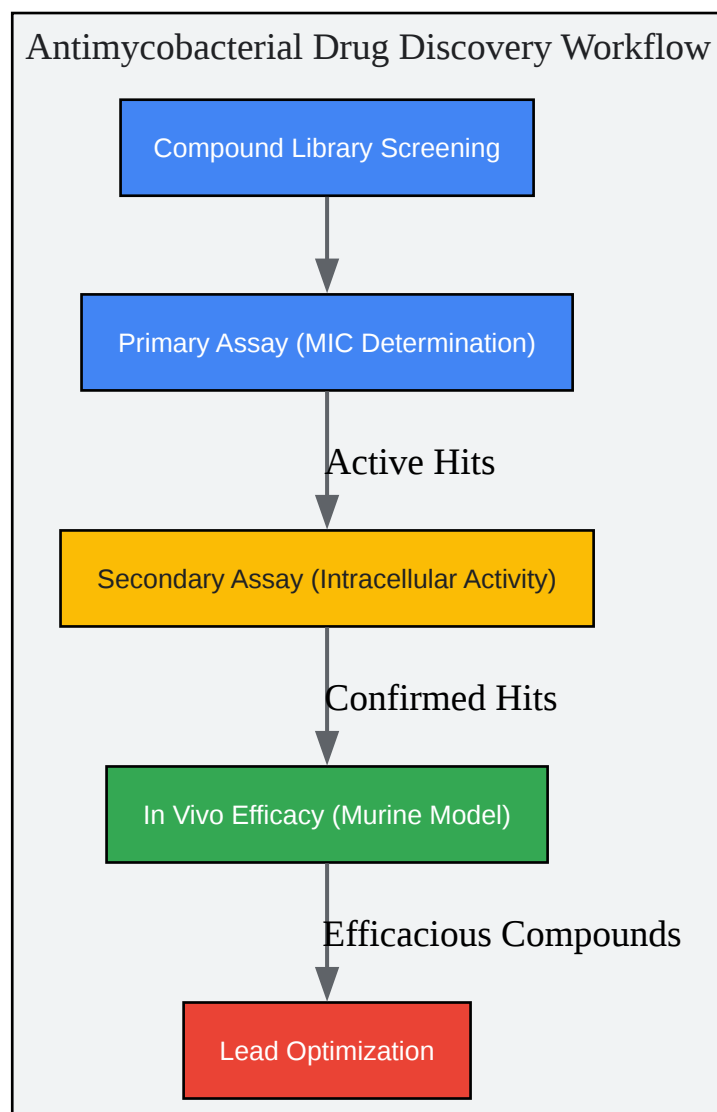 Antimycobacterial Drug Discovery Workflow
Compound Library Screening
Primary Assay (MIC Determination)
Active Hits
Secondary Assay (Intracellular Activity)
Confirmed Hits
In Vivo Efficacy (Murine Model)
Efficacious Compounds
Lead Optimization